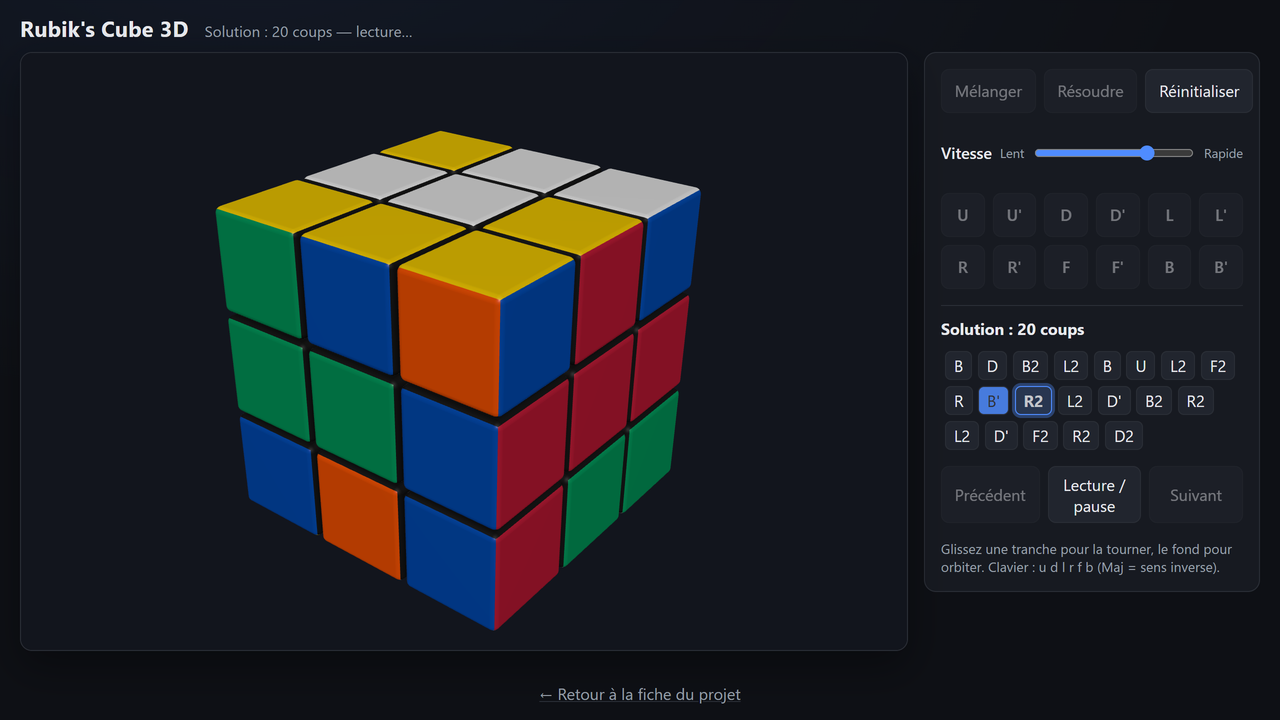 Rubik's Cube 3D Solution : 20 coups — lecture...
Mélanger Résoudre Réinitialiser
Vitesse Lent Rapide
U U' D D' L L'
R R' F F' B B'
Solution : 20 coups
B D B2 L2 B U L2 F2
R B' R2 L2 D' B2 R2
L2 D' F2 R2 D2
Précédent Lecture / pause Suivant
Glissez une tranche pour la tourner, le fond pour
orbiter. Clavier : u d l r f b (Maj = sens inverse).
← Retour à la fiche du projet